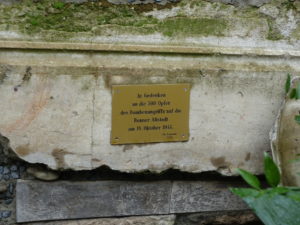 In Gedenken
an die 300 Opfer
des Bombenangriffs auf die
Bonner Altstadt
am 18. Oktober 1944.